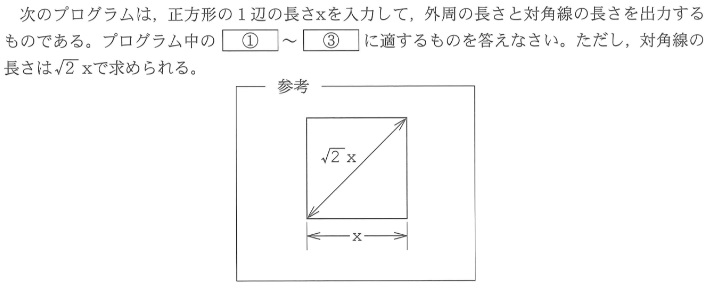 次のプログラムは，正方形の１辺の長さxを入力して，外周の長さと対角線の長さを出力する
ものである。プログラム中の ① ～ ③ に適するものを答えなさい。ただし，対角線の
長さは√2 xで求められる。
参考
√2 x
x